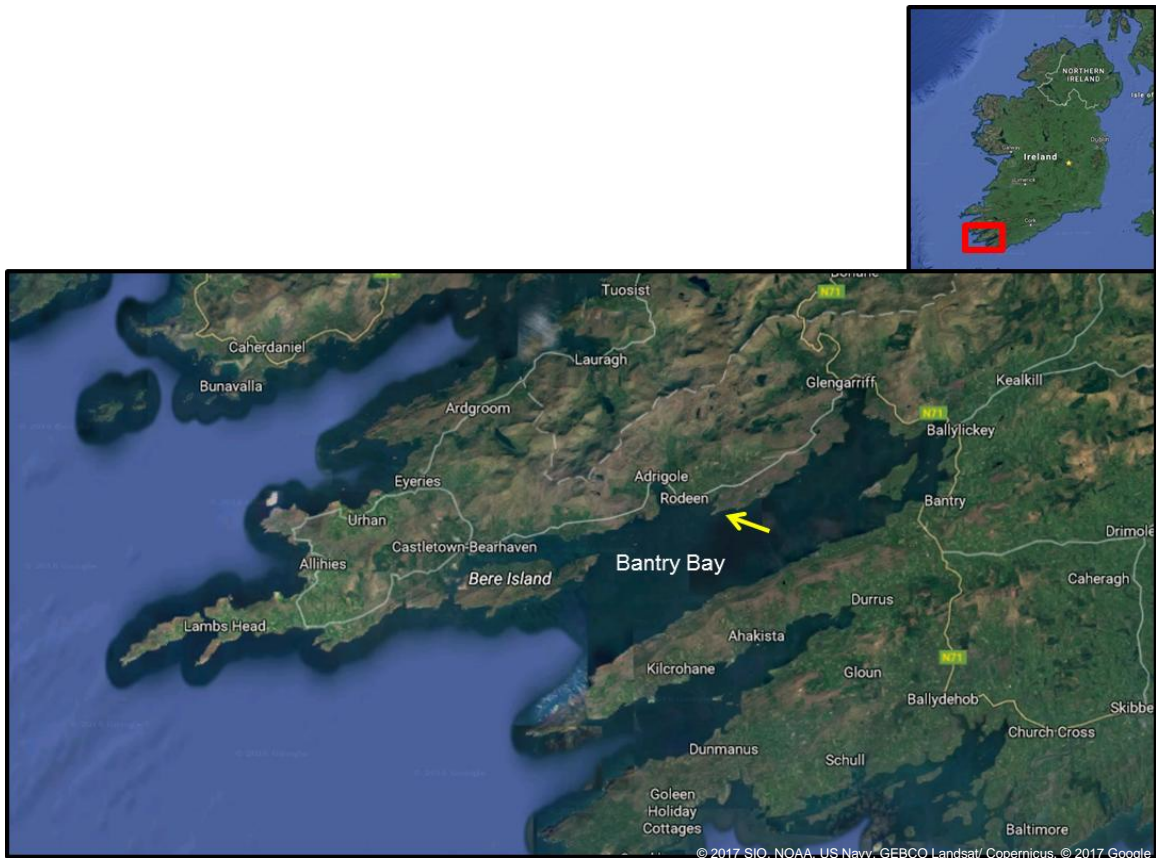 NORTHERN
IRELAND
Isle of
Dublin
Galway
Ireland
Limerick
Cork
Bonane
N71
Tuosist
Caherdaniel
Lauragh
Bunavalla
Glengarriff
Kealkill
Ardgroom
N71
Ballylickey
Adrigole
Eyeries
Rodeen
Bantry
Urhan
Drimole
Castletown-Bearhaven
Allihies
Bantry Bay
Bere Island
Caheragh
Durrus
Lambs Head
Ahakista
N71
Kilcrohane
Gloun
Ballydehob
Skibbe
Church Cross
Dunmanus
Schull
Goleen
Holiday
Cottages
Baltimore
© 2017 SIO, NOAA, US Navy, GEBCO Landsat/ Copernicus, © 2017 Google